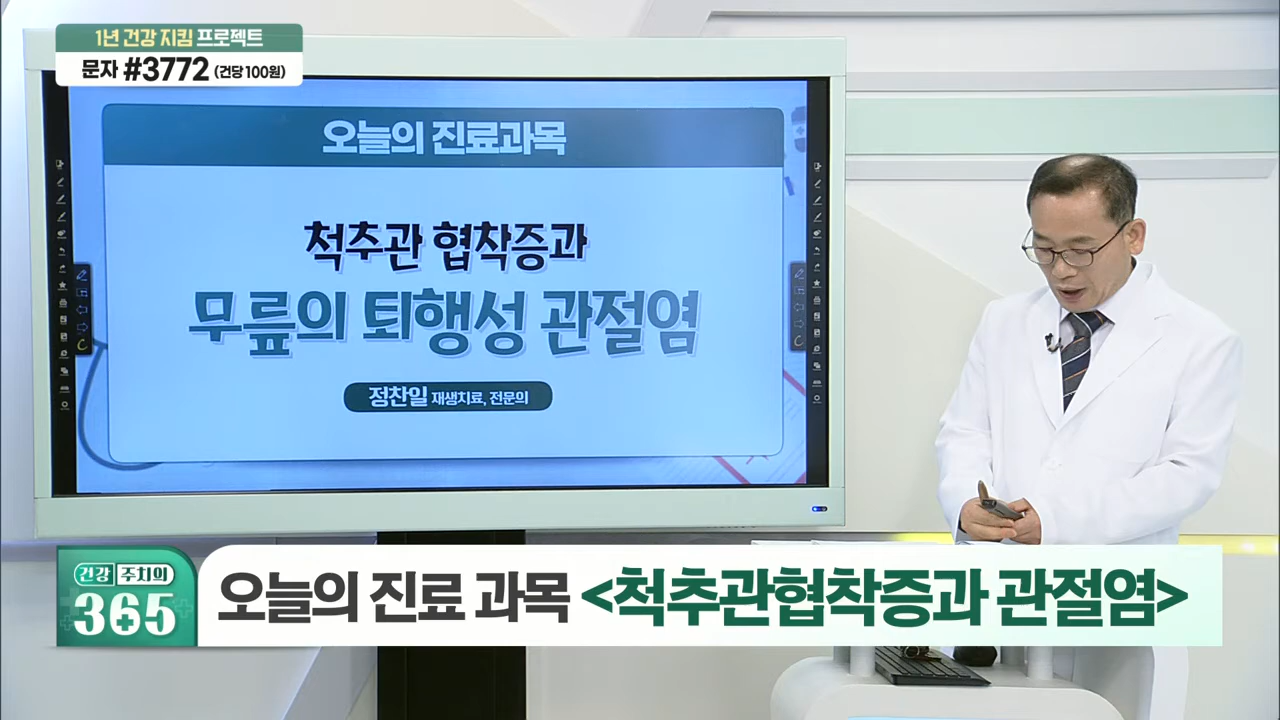 1년 건강 지킴 프로젝트
문자 #3772 (건당 100원)
오늘의 진료과목
척추관 협착증과
무릎의 퇴행성 관절염
정찬일 재생치료, 전문의
건강 주치의
365
오늘의 진료 과목 <척추관협착증과 관절염>